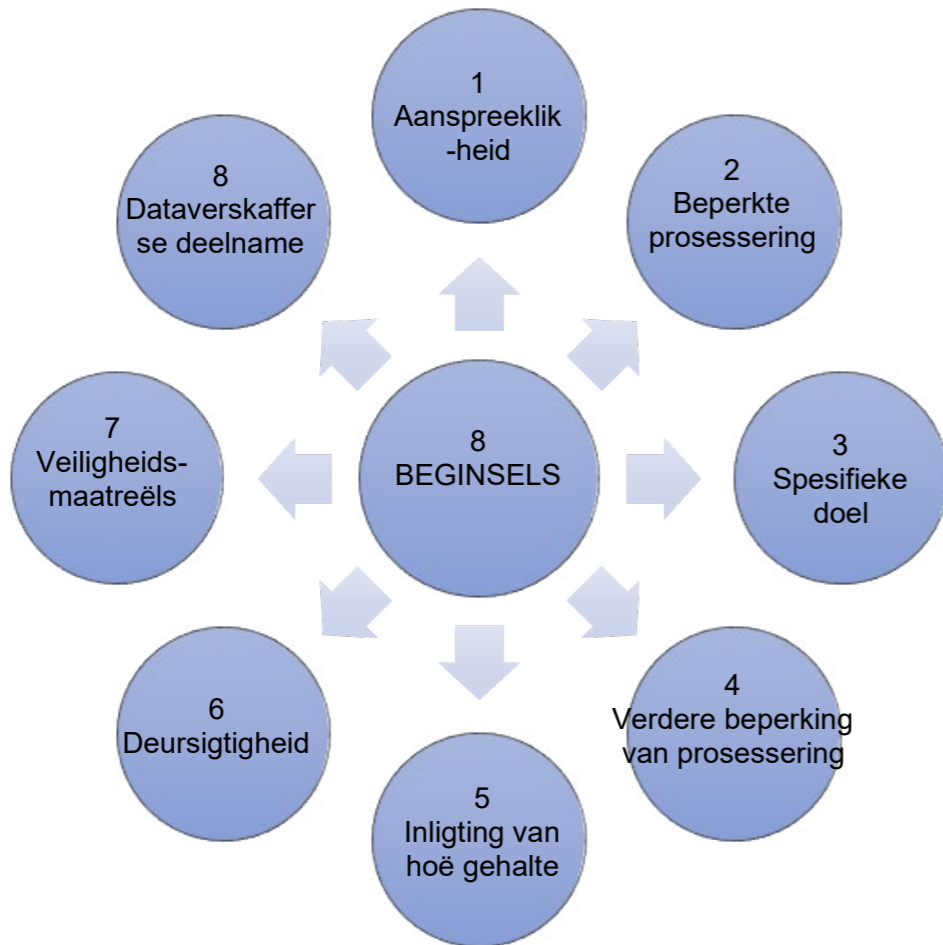 8
BEGINSELS
1
Aanspreeklik
-heid
2
Beperkte
prosessering
3
Spesifieke
doel
4
Verdere beperking
van prosessering
5
Inligting van
hoë gehalte
6
Deursigtigheid
7
Veiligheids-
maatreëls
8
Dataverskaffer
se deelname